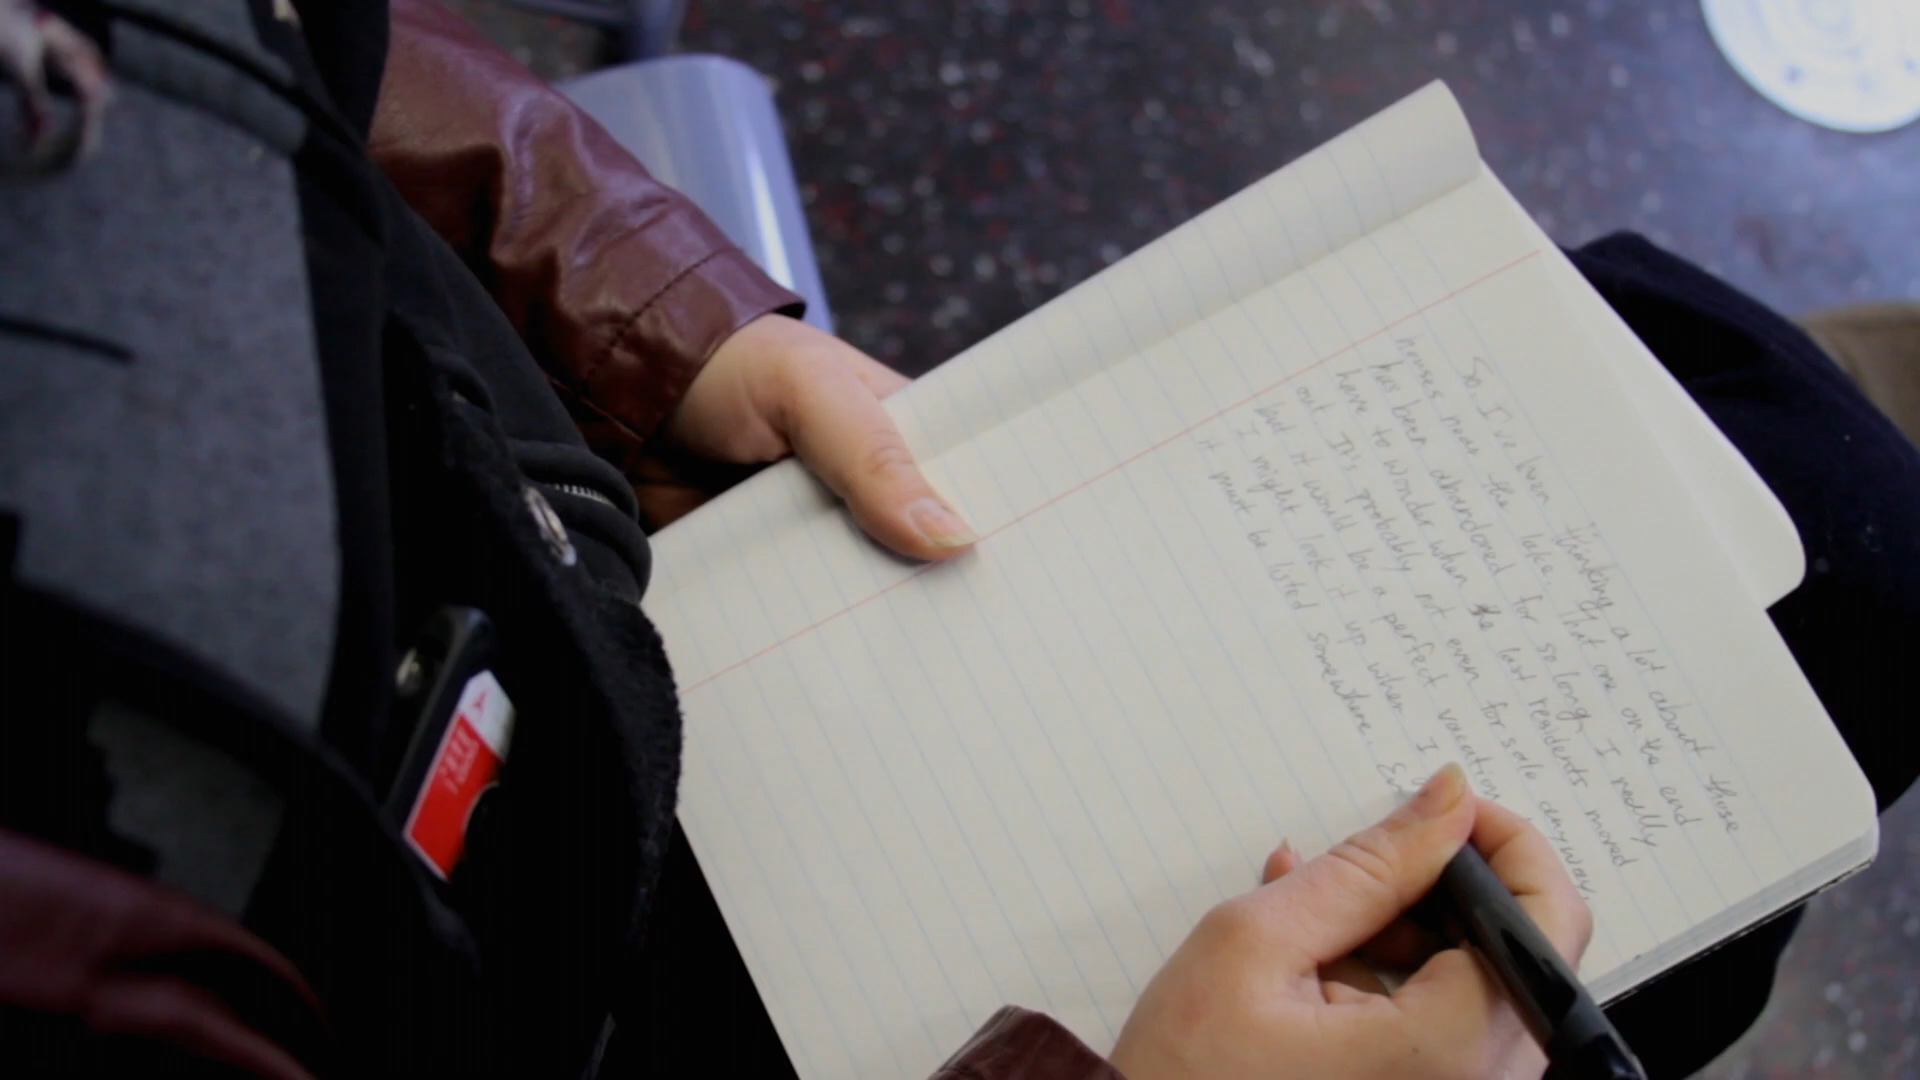 So, I've been thinking a lot about those
houses near the lake. That one on the end
has been abandoned for so long, I really
have to wonder when the last residents moved
out. It's probably not even for sale anyway,
but it would be a perfect vacation
I might look it up when I
it must be listed somewhere.